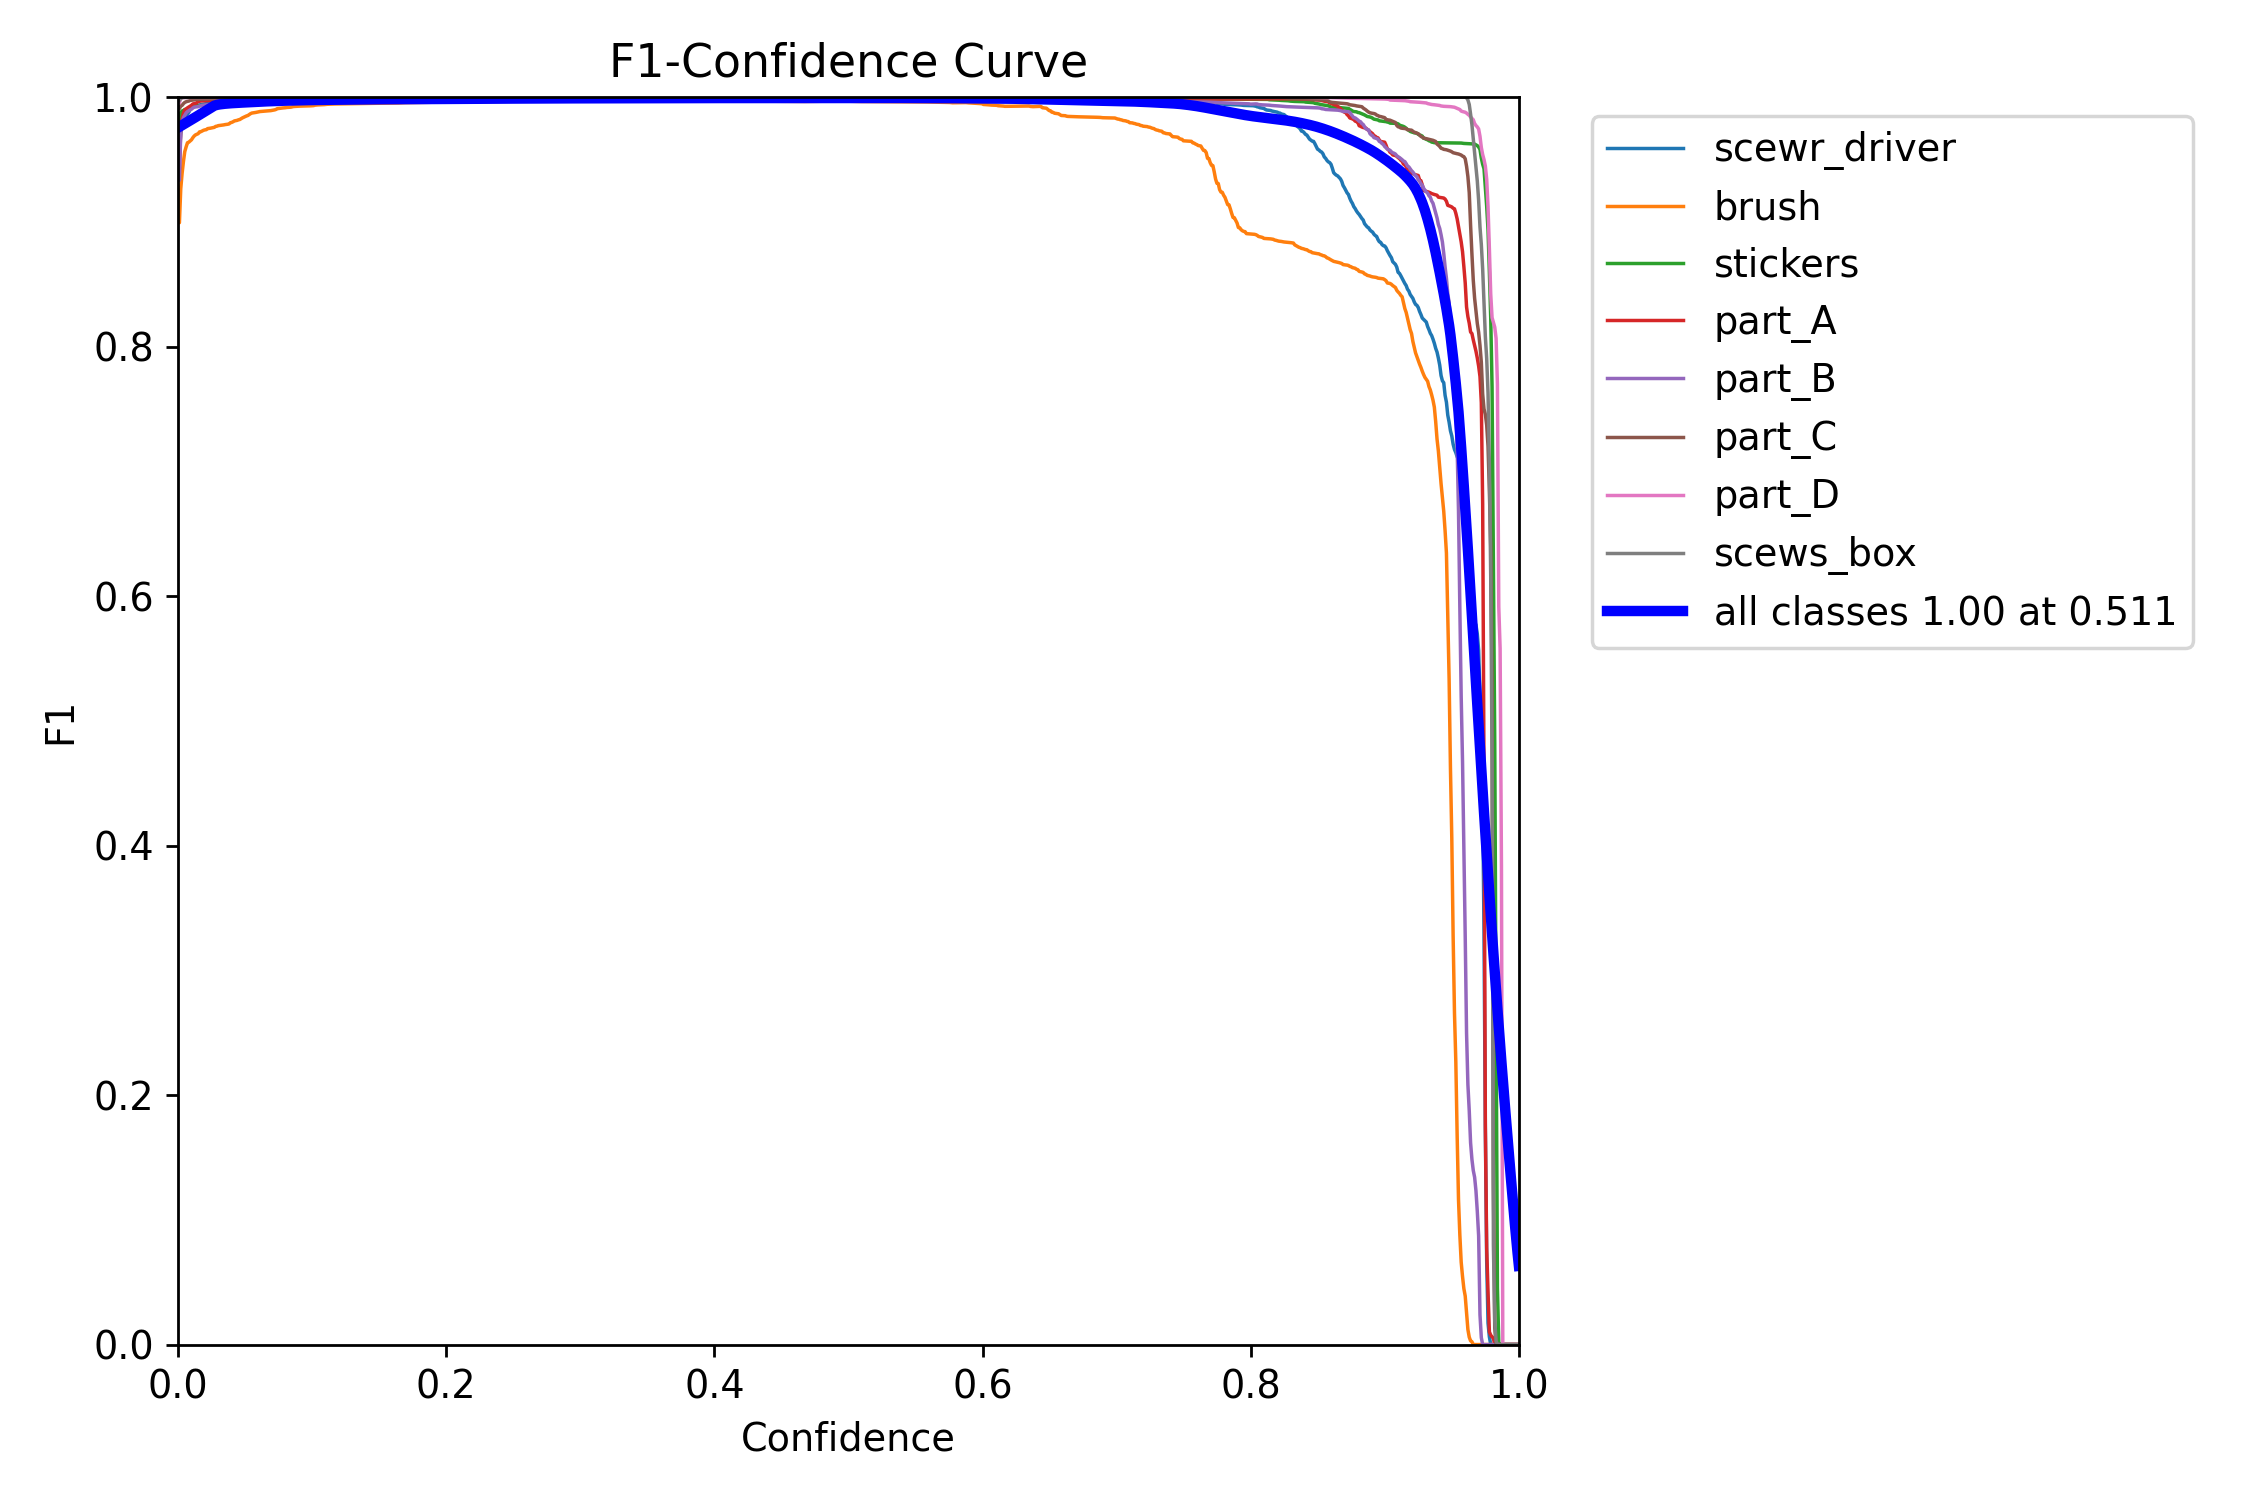 F1-Confidence Curve
1.0
0.8
0.6
0.4
0.2
0.0
F1
0.0 0.2 0.4 0.6 0.8 1.0
Confidence
scewr_driver
brush
stickers
part_A
part_B
part_C
part_D
scews_box
all classes 1.00 at 0.511